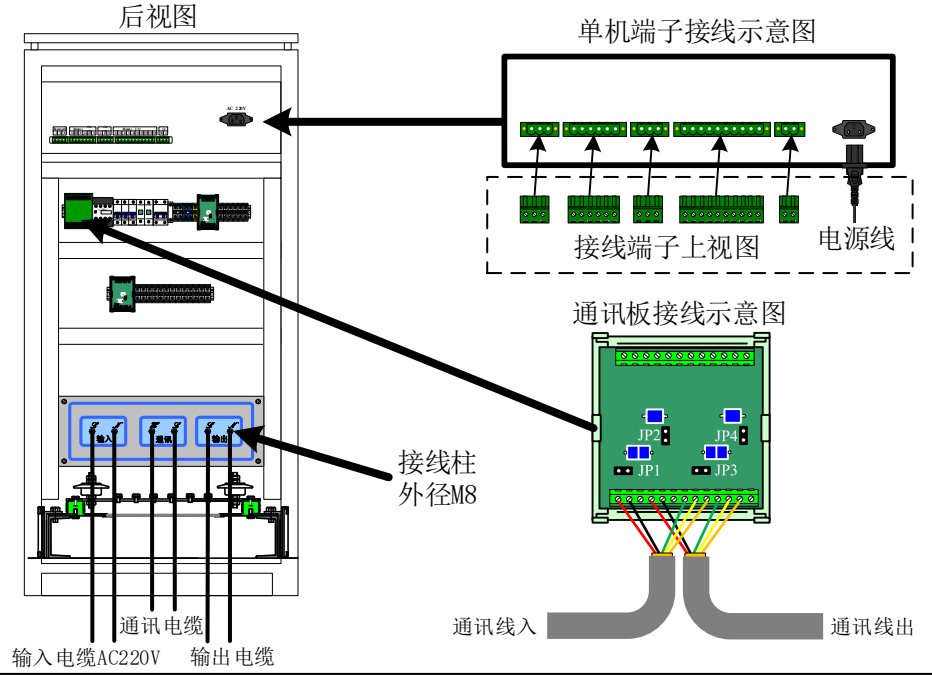 后视图
单机端子接线示意图
AC 220V
接线端子上视图
电源线
通讯板接线示意图
JP2
JP4
JP1
JP3
输入
通讯
输出
接线柱
外径M8
通讯电缆
输入电缆AC220V
输出电缆
通讯线入
通讯线出